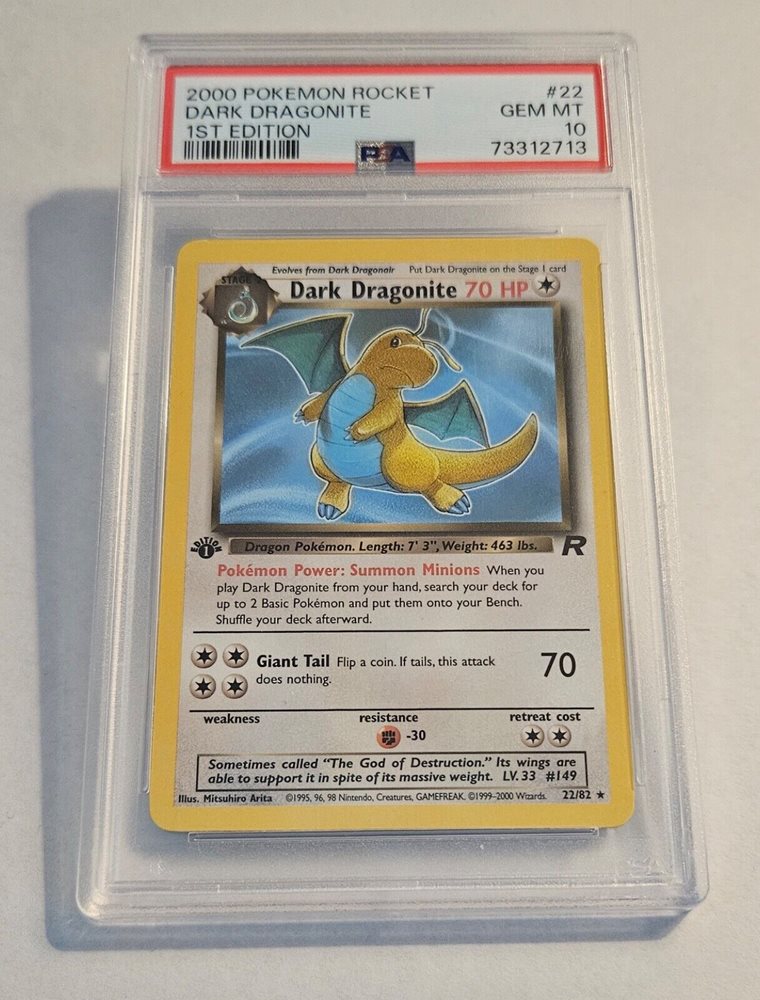 2000 POKEMON ROCKET #22
DARK DRAGONITE GEM MT
1ST EDITION 10
PSA 73312713
Evolves from Dark Dragonair Put Dark Dragonite on the Stage 1 card
STAGE
Dark Dragonite 70 HP
EDITION 1
Dragon Pokémon. Length: 7' 3", Weight: 463 lbs. R
Pokémon Power: Summon Minions When you
play Dark Dragonite from your hand, search your deck for
up to 2 Basic Pokémon and put them onto your Bench.
Shuffle your deck afterward.
Giant Tail Flip a coin. If tails, this attack 70
does nothing.
weakness resistance retreat cost
-30
Sometimes called "The God of Destruction." Its wings are
able to support it in spite of its massive weight. LV. 33 #149
Illus. Mitsuhiro Arita ©1995, 96, 98 Nintendo, Creatures, GAMEFREAK. ©1999-2000 Wizards. 22/82 ★